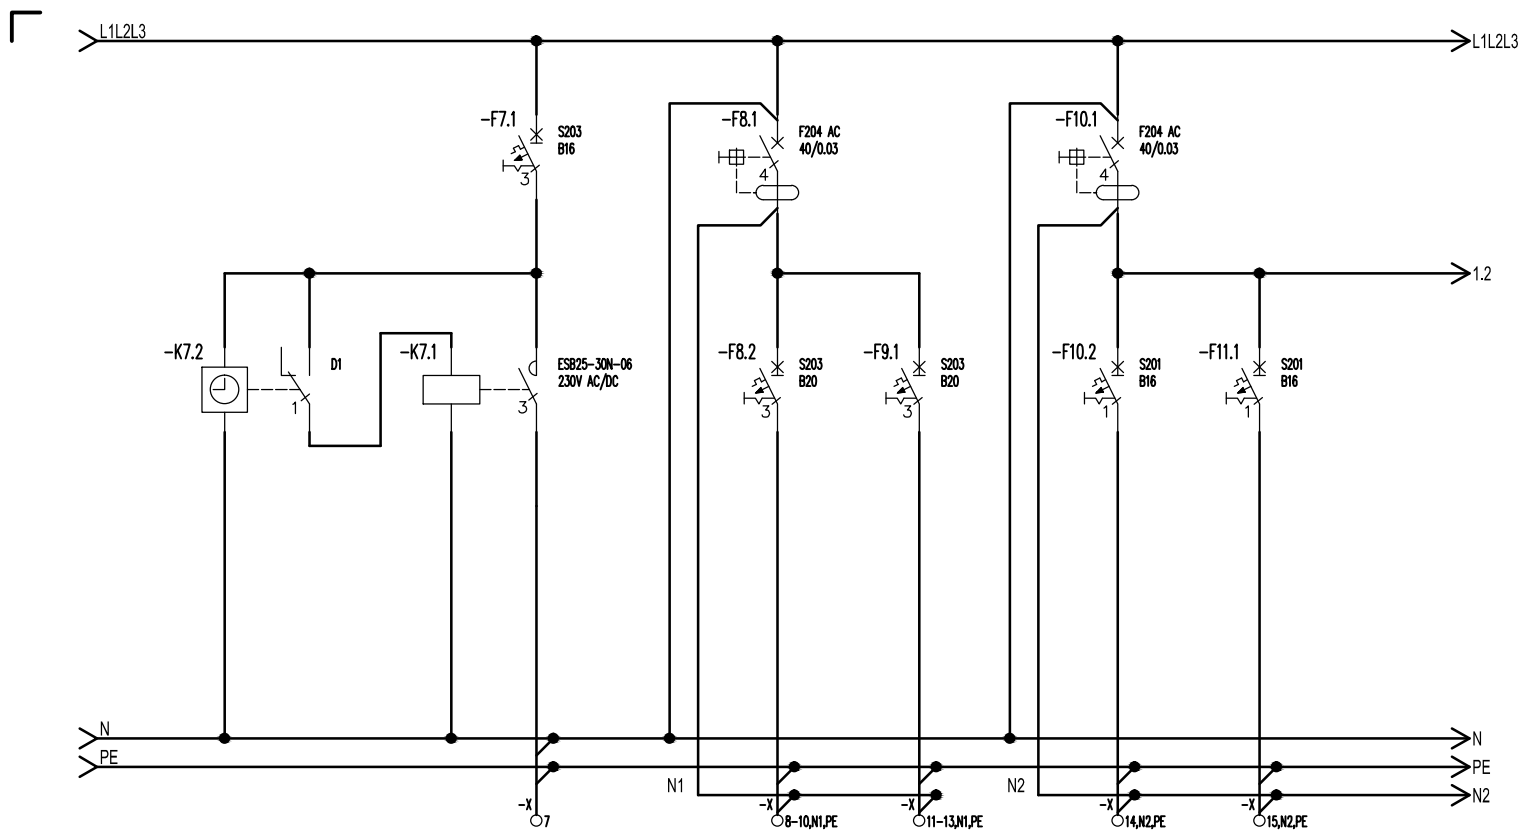 L1L2L3
L1L2L3
-F7.1
S203
B16
3
-F8.1
F204 AC
40/0.03
4
-F10.1
F204 AC
40/0.03
4
1.2
-K7.2
D1
1
-K7.1
ESB25-30N-06
230V AC/DC
3
-F8.2
S203
B20
3
-F9.1
S203
B20
3
-F10.2
S201
B16
1
-F11.1
S201
B16
1
N
N
PE
PE
N1
N2
N2
-X
7
-X
8-10,N1,PE
-X
11-13,N1,PE
-X
14,N2,PE
-X
15,N2,PE